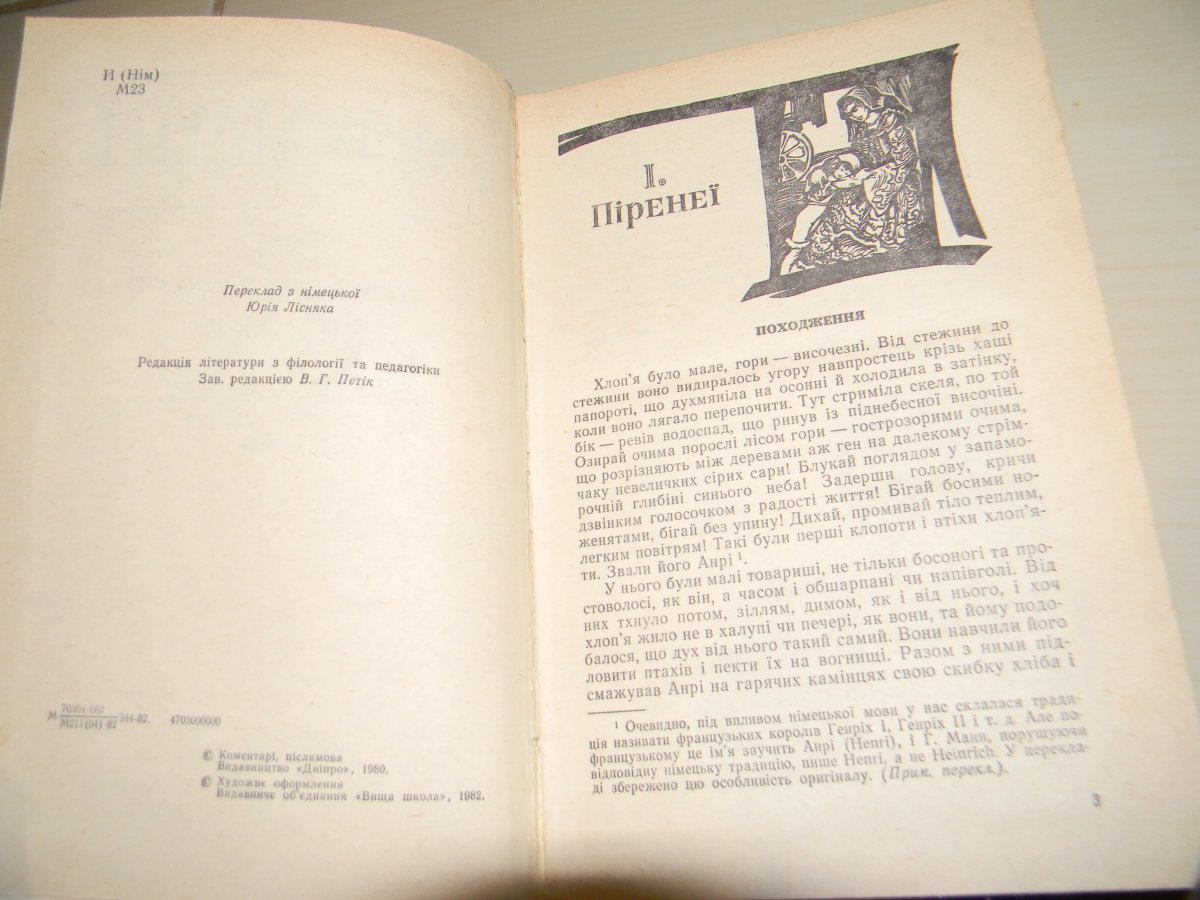 И (Нім)
М23
Переклад з німецької
Юрія Лісняка
Редакція літератури з філології та педагогіки
Зав. редакцією В. Г. Петік
М 70304-062 344-82. 4703000000
М211(04)-82
© Коментарі, післямова
Видавництво «Дніпро», 1980.
© Художнє оформлення
Видавниче об'єднання «Вища школа», 1982.
І.
Піренеї
ПОХОДЖЕННЯ
Хлоп'я було мале, гори — височезні. Від стежини до
стежини воно видиралось угору навпростець крізь хащі
папороті, що духмяніла на осонні й холодила в затінку,
коли воно лягало перепочити. Тут стриміла скеля, по той
бік — ревів водоспад, що ринув із піднебесної височіні.
Озирай очима порослі лісом гори — гострозорими очима,
що розрізняють між деревами аж ген на далекому стрім-
чаку невеличких сірих сарн! Блукай поглядом у запамо-
рочній глибіні синього неба! Задерши голову, кричи
дзвінким голосочком з радості життя! Бігай босими но-
женятами, бігай без упину! Дихай, промивай тіло теплим,
легким повітрям! Такі були перші клопоти і втіхи хлоп'я-
ти. Звали його Анрі ¹.
У нього були малі товариші, не тільки босоногі та про-
стоволосі, як він, а часом і обшарпані чи напівголі. Від
них тхнуло потом, зіллям, димом, як і від нього, і хоч
хлоп'я жило не в халупі чи печері, як вони, та йому подо-
балося, що дух від нього такий самий. Вони навчили його
ловити птахів і пекти їх на вогнищі. Разом з ними під-
смажував Анрі на гарячих камінцях свою скибку хліба і
¹ Очевидно, під впливом німецької мови у нас склалася тради-
ція називати французьких королів Генріх І, Генріх ІІ і т. д. Але по-
французькому це ім'я звучить Анрі (Henri), і Г. Манн, порушуючи
відповідну німецьку традицію, пише Henri, а не Heinrich. У перекла-
ді збережено цю особливість оригіналу. (Прим. перекл.).
3